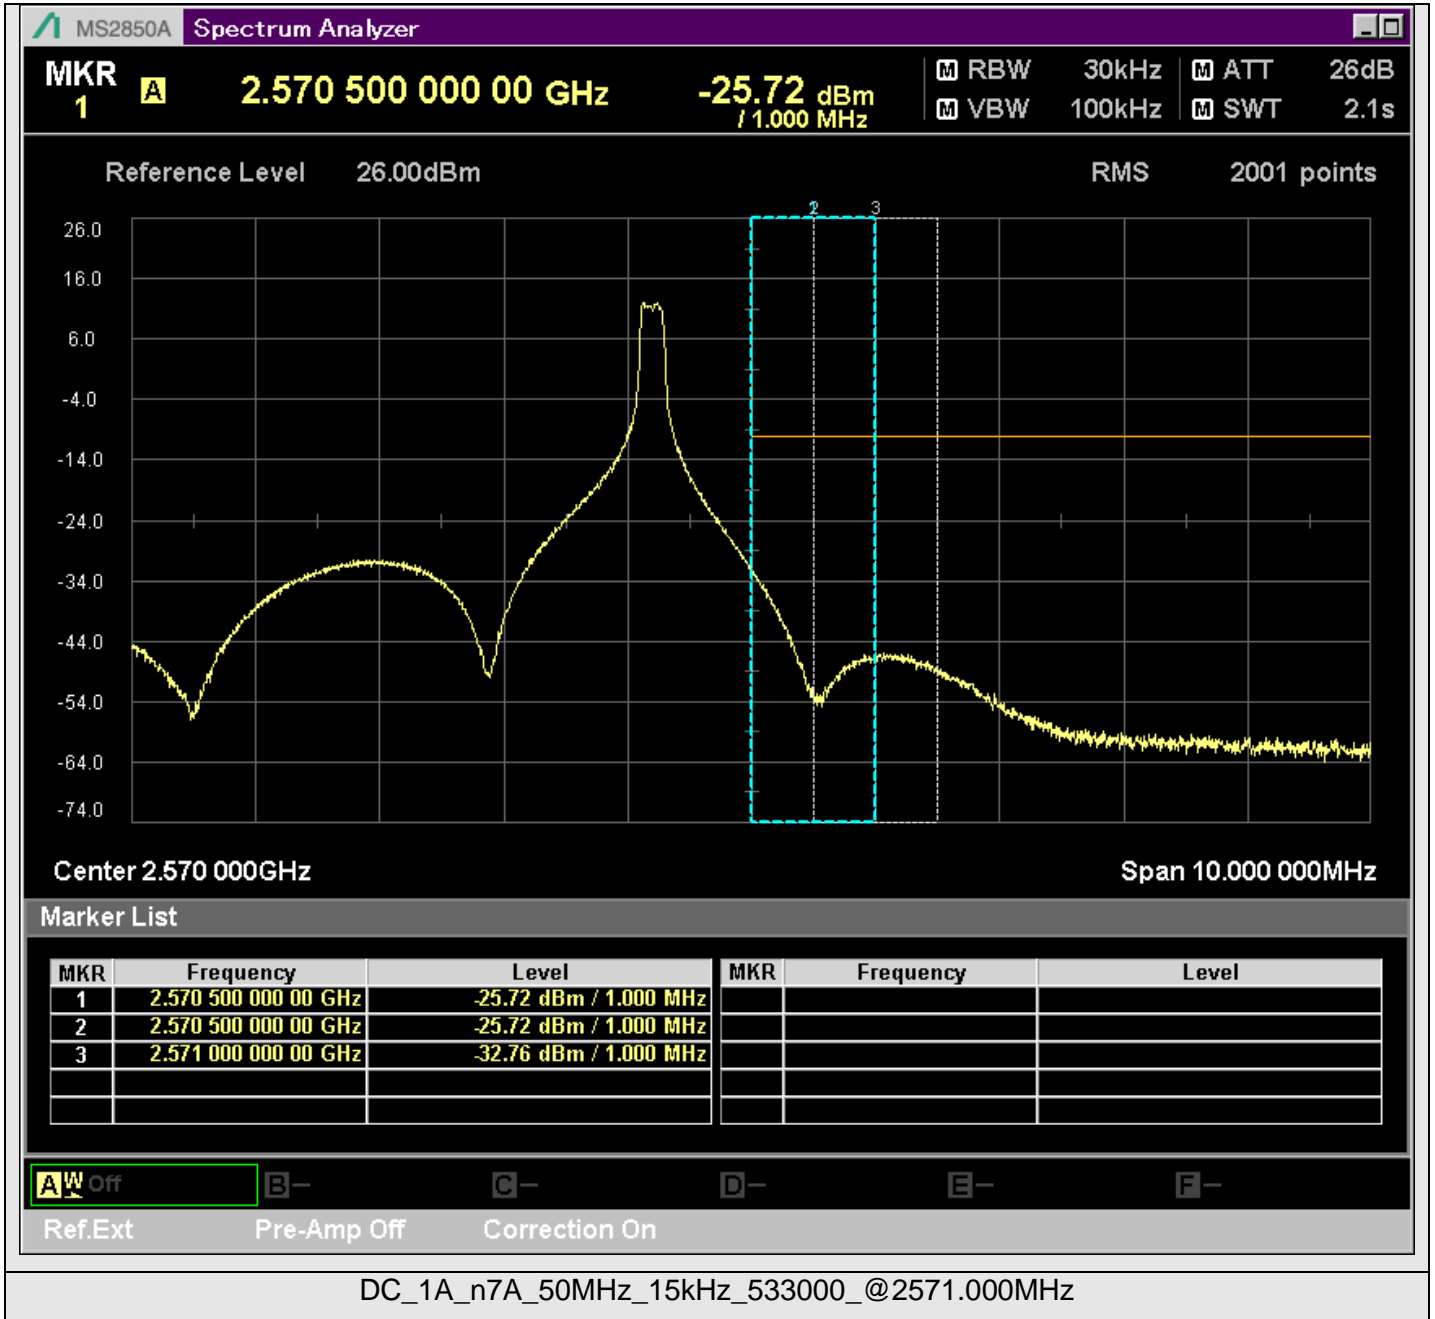 MS2850A Spectrum Analyzer
MKR 1 A 2.570 500 000 00 GHz -25.72 dBm / 1.000 MHz
M RBW 30kHz M ATT 26dB
M VBW 100kHz M SWT 2.1s
Reference Level 26.00dBm RMS 2001 points
2 3
26.0
16.0
6.0
-4.0
-14.0
-24.0
-34.0
-44.0
-54.0
-64.0
-74.0
Center 2.570 000GHz Span 10.000 000MHz
Marker List
MKR Frequency Level MKR Frequency Level
1 2.570 500 000 00 GHz -25.72 dBm / 1.000 MHz
2 2.570 500 000 00 GHz -25.72 dBm / 1.000 MHz
3 2.571 000 000 00 GHz -32.76 dBm / 1.000 MHz
A W Off B - C - D - E - F -
Ref.Ext Pre-Amp Off Correction On
DC_1A_n7A_50MHz_15kHz_533000_@2571.000MHz